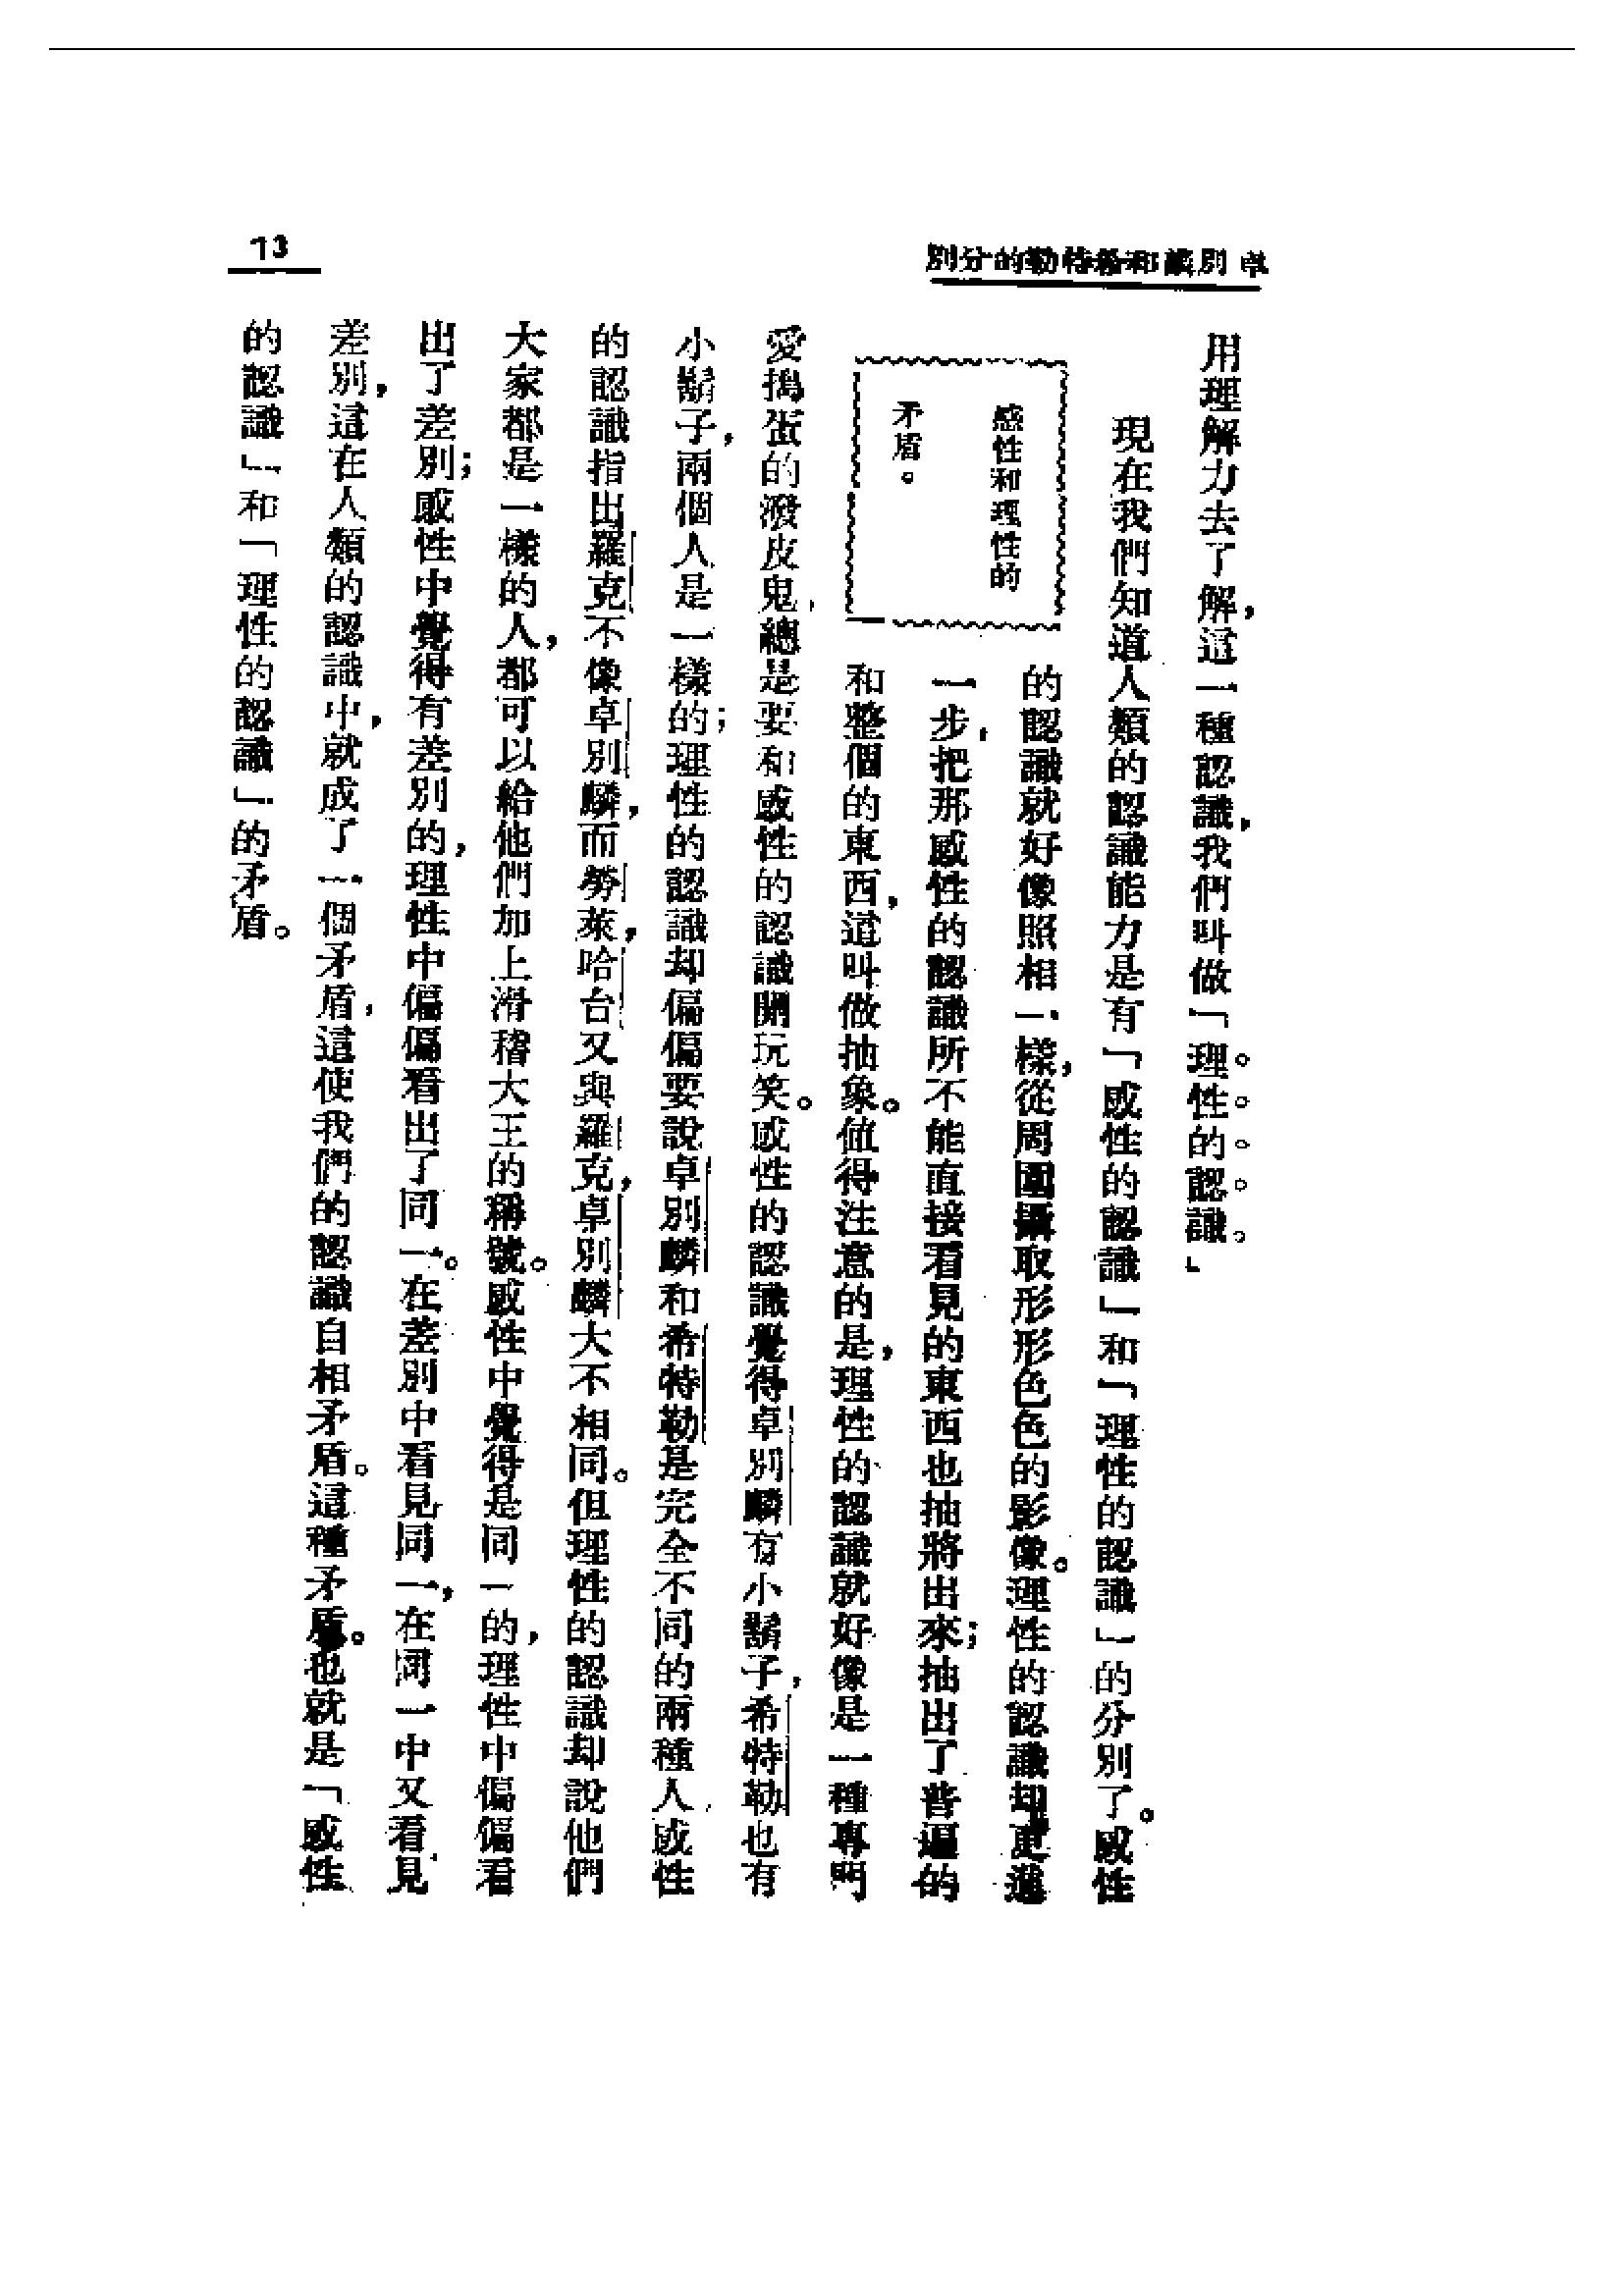 卓別麟和希特勒的分別
73
用理解力去了解，這一種認識，我們叫做「理性的認識。」
現在我們知道人類的認識能力是有「感性的認識」和「理性的認識」的分別了。感性
感性和理性的
矛盾。
的認識就好像照相一樣，從周圍攝取形形色色的影像。理性的認識却更進
一步，把那感性的認識所不能直接看見的東西也抽將出來；抽出了普遍的
和整個的東西，這叫做抽象。值得注意的是，理性的認識就好像是一種專門
愛搗蛋的潑皮鬼，總是要和感性的認識開玩笑。感性的認識覺得卓別麟有小鬍子，希特勒也有
小鬍子，兩個人是一樣的；理性的認識却偏偏要說卓別麟和希特勒是完全不同的兩種人，感性
的認識指出羅克不像卓別麟，而勞萊，哈台又與羅克，卓別麟大不相同。但理性的認識却說他們
大家都是一樣的人，都可以給他們加上滑稽大王的稱號。感性中覺得是同一的，理性中偏偏看
出了差別；感性中覺得有差別的，理性中偏偏看出了同一。在差別中看見同一，在同一中又看見
差別，這在人類的認識中，就成了一個矛盾，這使我們的認識自相矛盾。這種矛盾。也就是「感性
的認識」和「理性的認識」的矛盾。